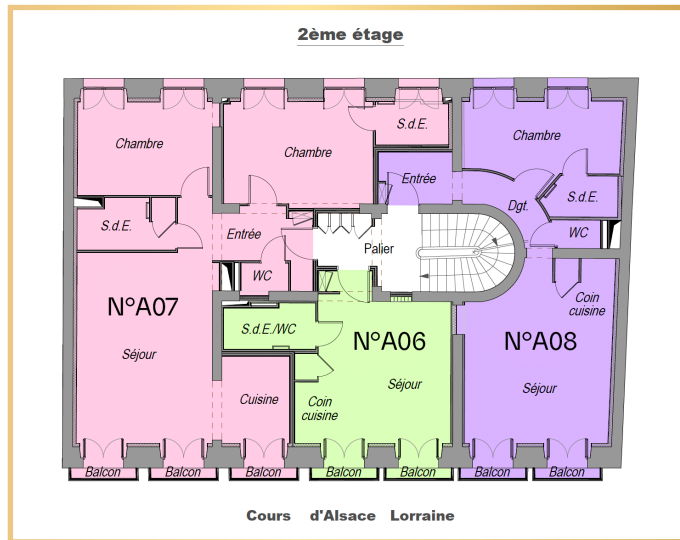 2ème étage
Chambre
Chambre
S.d.E.
Chambre
Entrée
S.d.E.
Dgt.
S.d.E.
Entrée
Palier
WC
WC
N°A07
N°A06
N°A08
Coin
cuisine
S.d.E./WC
Séjour
Séjour
Séjour
Cuisine
Coin
cuisine
Balcon
Balcon
Balcon
Balcon
Balcon
Balcon
Balcon
Cours d'Alsace Lorraine